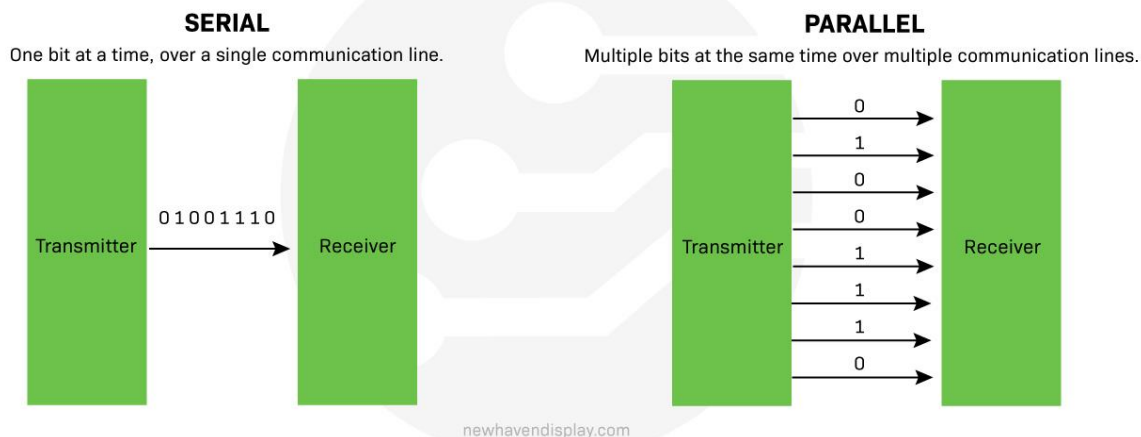 SERIAL
One bit at a time, over a single communication line.
Transmitter
01001110
Receiver
PARALLEL
Multiple bits at the same time over multiple communication lines.
Transmitter
0
1
0
0
1
1
1
0
Receiver
newhavendisplay.com